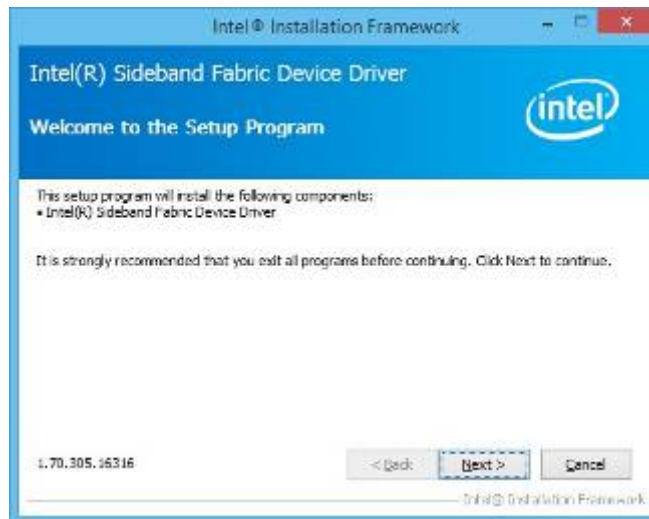 Intel® Installation Framework
Intel(R) Sideband Fabric Device Driver
intel
Welcome to the Setup Program
This setup program will install the following components:
• Intel(R) Sideband Fabric Device Driver
It is strongly recommended that you exit all programs before continuing. Click Next to continue.
1.70.305.16316
< Back
Next >
Cancel
Intel® Installation Framework